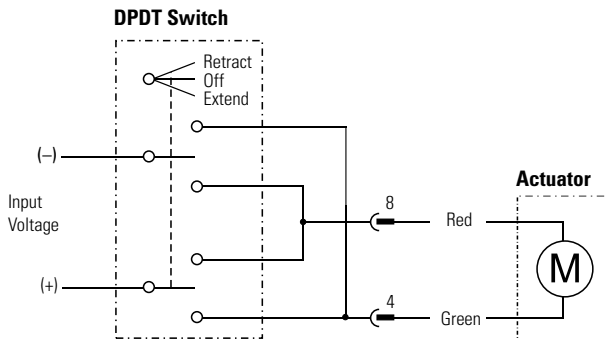 DPDT Switch
Retract
Off
Extend
(–)
Input
Voltage
(+)
8
Red
4
Green
Actuator
M